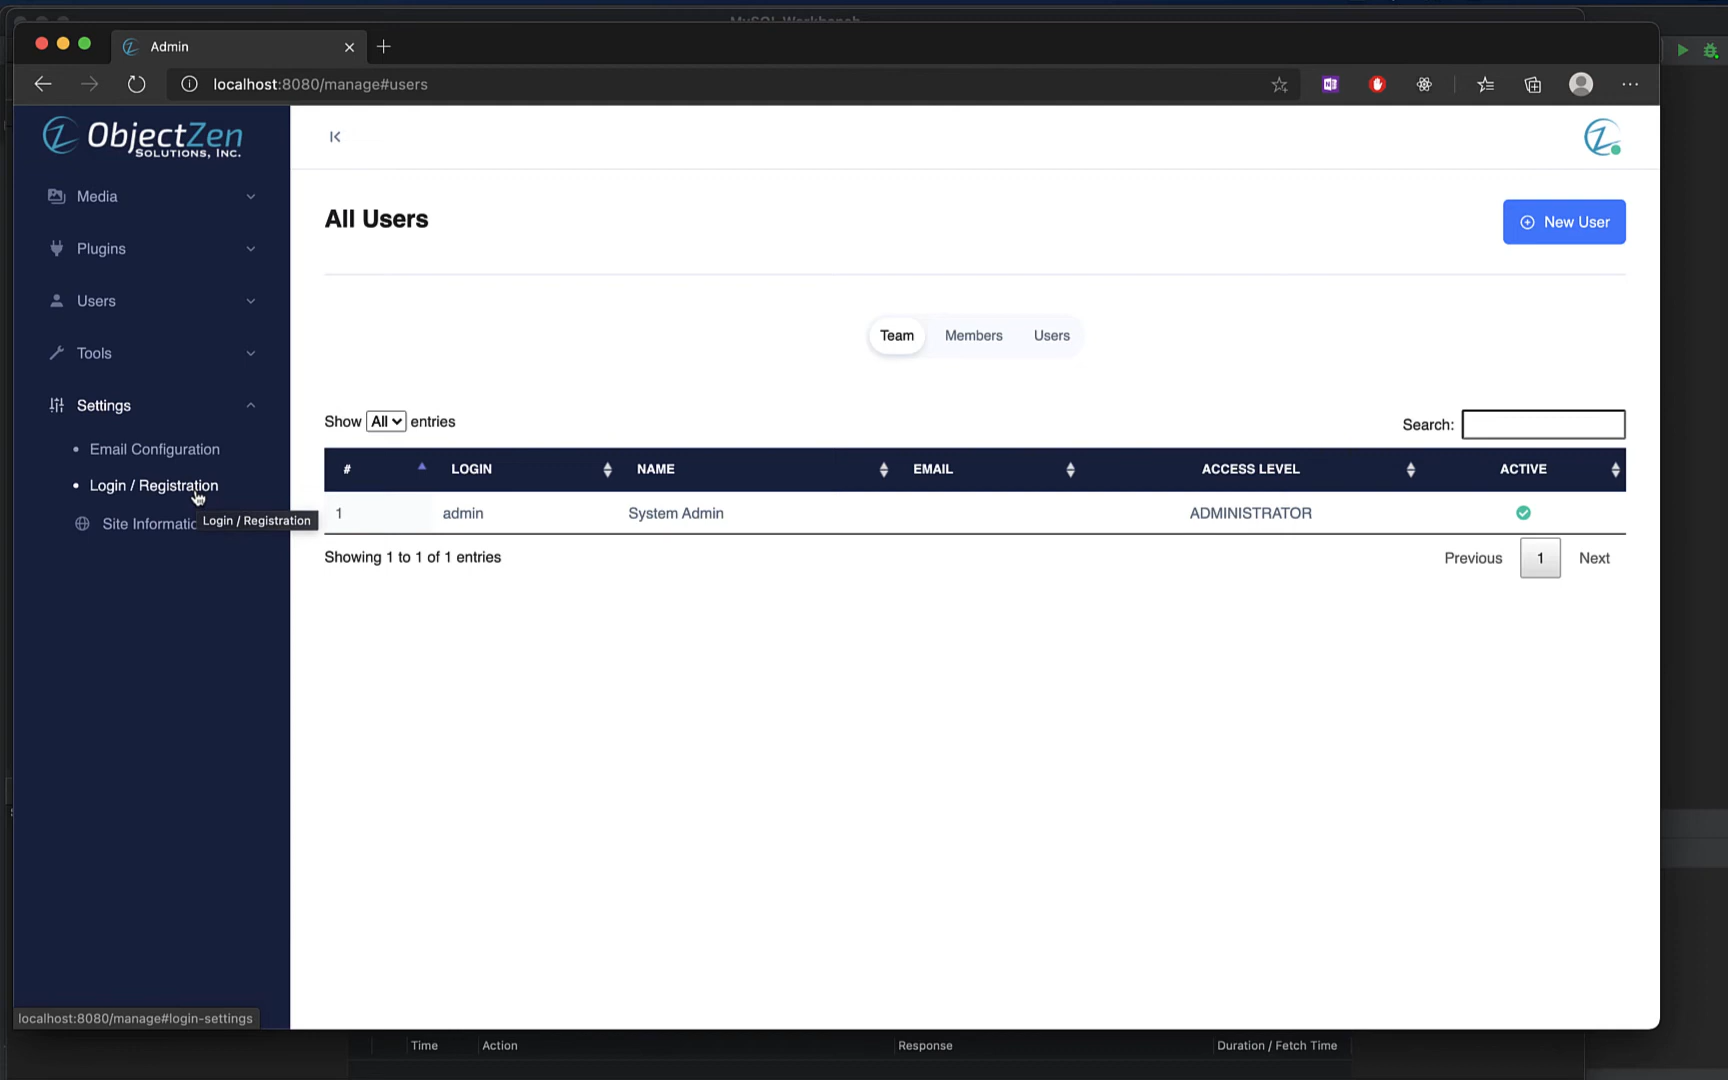 MySQL Workbench
Admin
localhost:8080/manage#users
ObjectZen
SOLUTIONS, INC.
Media
Plugins
Users
Tools
Settings
Email Configuration
Login / Registration
Site Informatio
Login / Registration
All Users
New User
Team Members Users
Show All entries
Search:
# LOGIN NAME EMAIL ACCESS LEVEL ACTIVE
1 admin System Admin ADMINISTRATOR
Showing 1 to 1 of 1 entries
Previous 1 Next
localhost:8080/manage#login-settings
Time Action Response Duration / Fetch Time